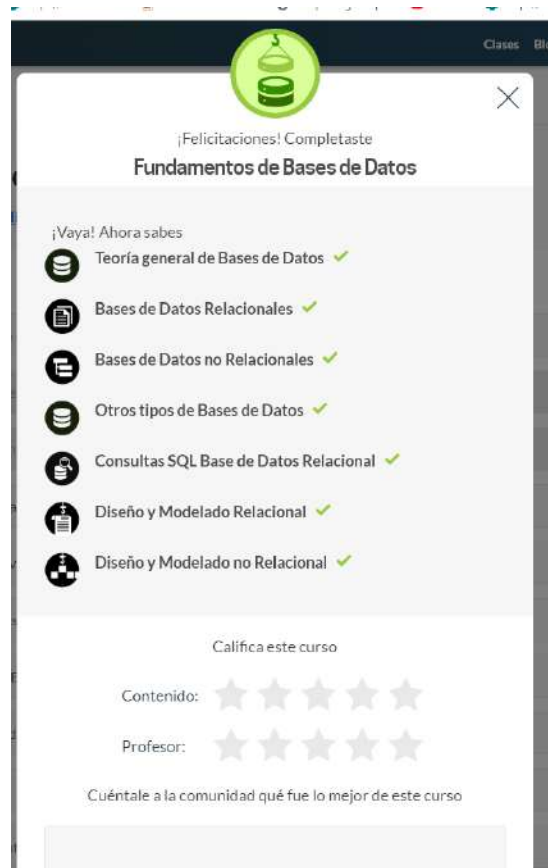 Clases
¡Felicitaciones! Completaste
Fundamentos de Bases de Datos
¡Vaya! Ahora sabes
Teoría general de Bases de Datos
Bases de Datos Relacionales
Bases de Datos no Relacionales
Otros tipos de Bases de Datos
Consultas SQL Base de Datos Relacional
Diseño y Modelado Relacional
Diseño y Modelado no Relacional
Califica este curso
Contenido:
Profesor:
Cuéntale a la comunidad qué fue lo mejor de este curso